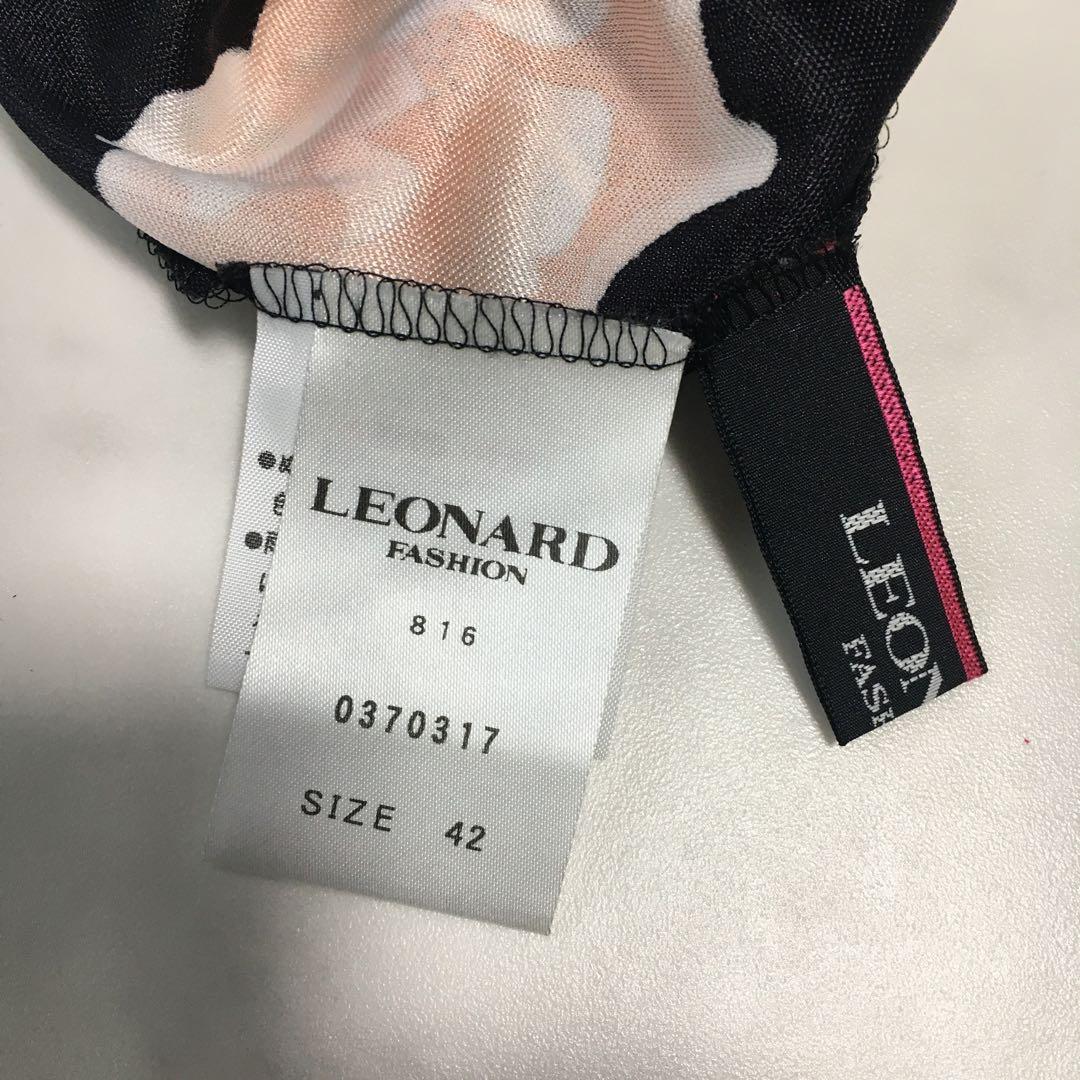 LEONARD
FASHION
816
0370317
SIZE 42
LEON
FASH